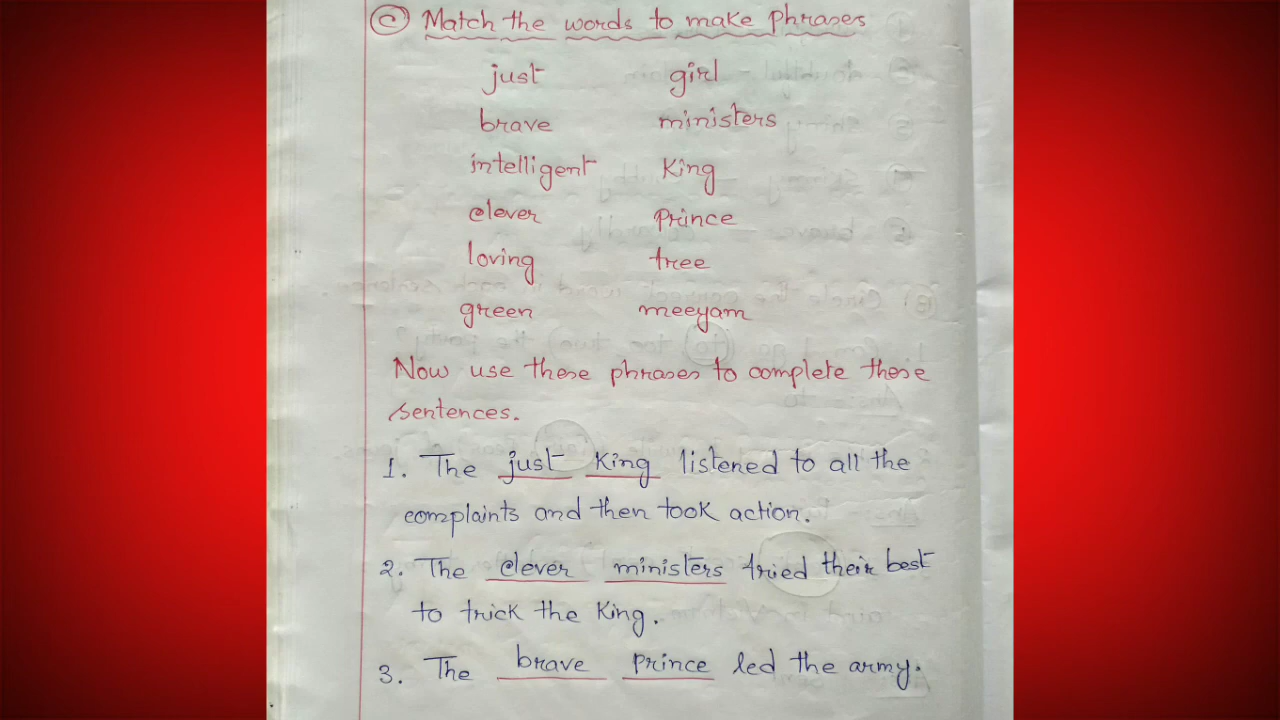 C Match the words to make phrases
just girl
brave ministers
intelligent King
clever Prince
loving tree
green meeyam
Now use these phrases to complete these
sentences.
1. The just King listened to all the
complaints and then took action.
2. The clever ministers tried their best
to trick the King.
3. The brave prince led the army.